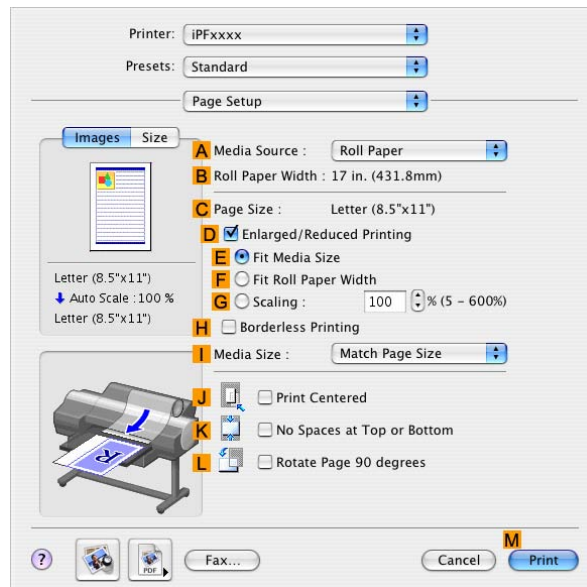 Printer: iPFxxxx
Presets: Standard
Page Setup
Images Size
Letter (8.5"x11")
Auto Scale :100 %
Letter (8.5"x11")
A Media Source : Roll Paper
B Roll Paper Width : 17 in. (431.8mm)
C Page Size : Letter (8.5"x11")
D Enlarged/Reduced Printing
E Fit Media Size
F Fit Roll Paper Width
G Scaling : 100 % (5 - 600%)
H Borderless Printing
I Media Size : Match Page Size
J Print Centered
K No Spaces at Top or Bottom
L Rotate Page 90 degrees
R
M
? PDF Fax... Cancel Print